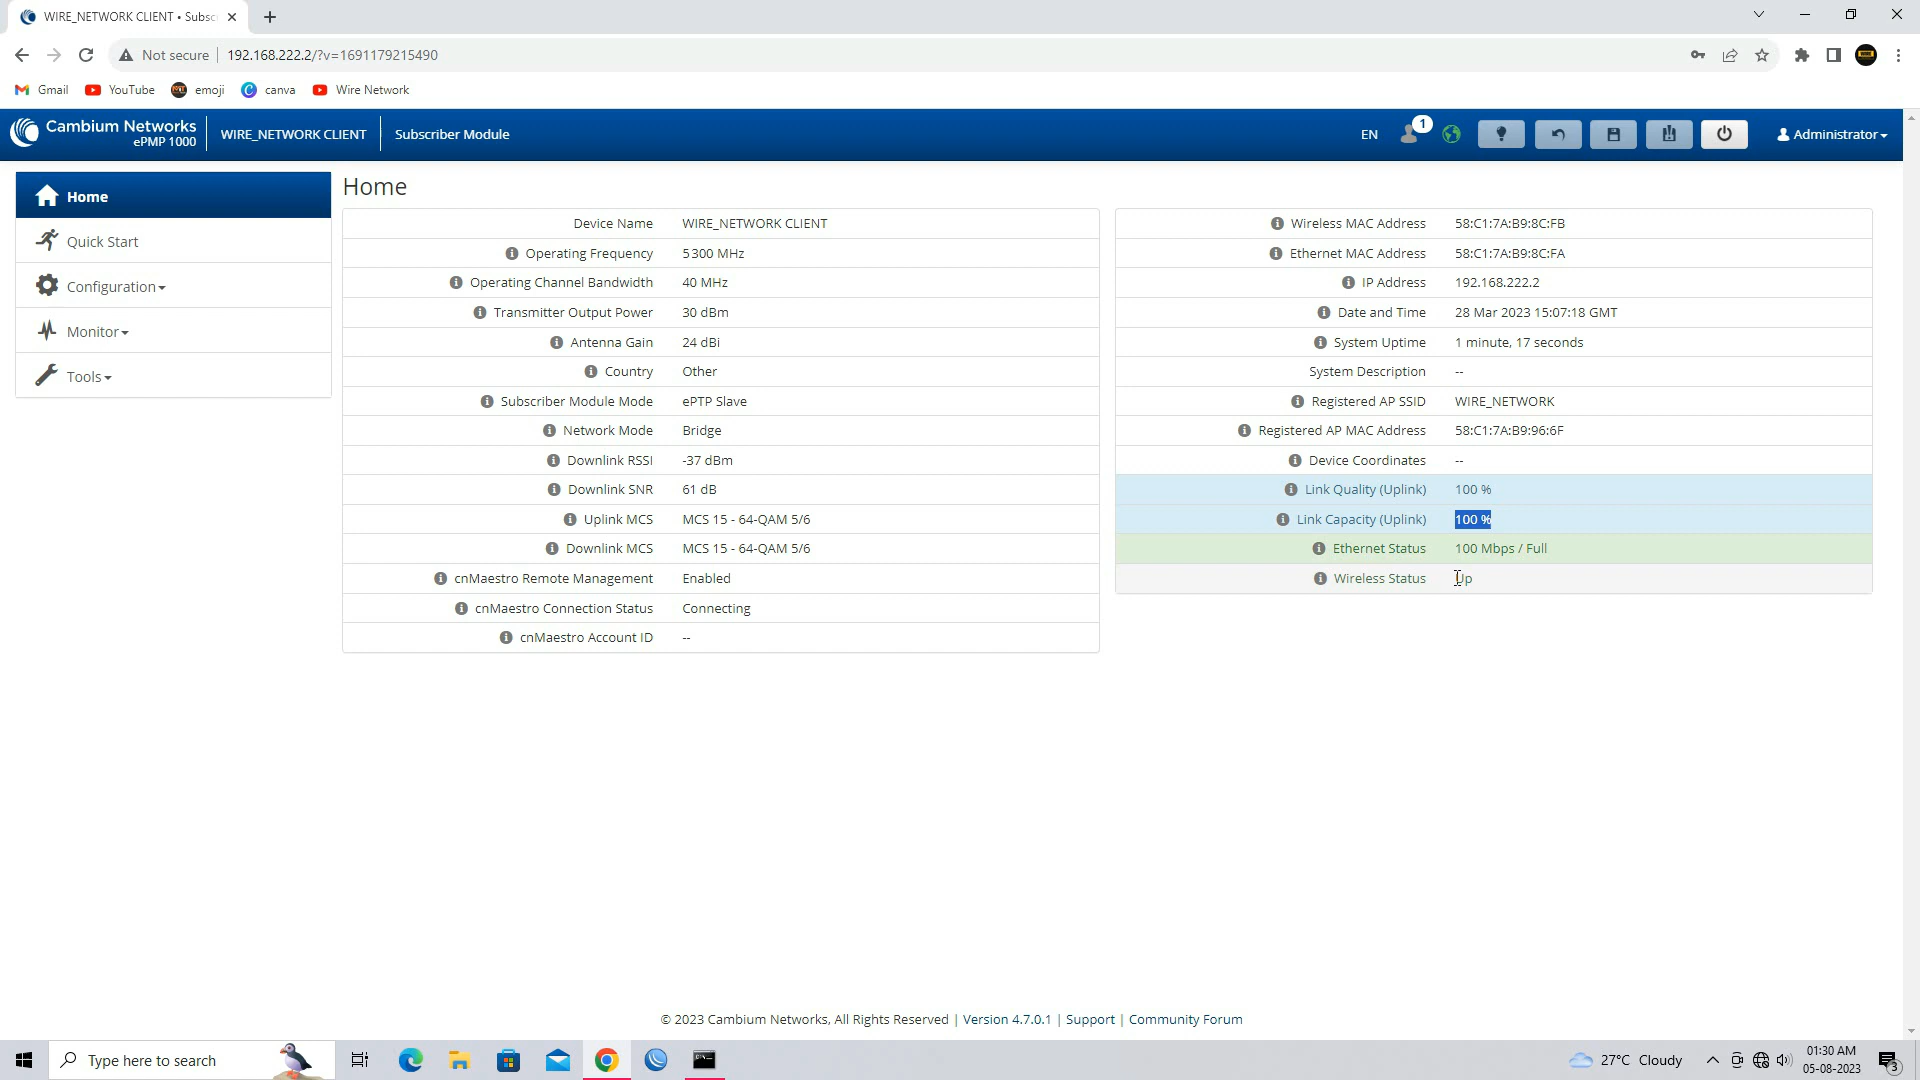 WIRE_NETWORK CLIENT • Subsc
Not secure
192.168.222.2/?v=1691179215490
Gmail
YouTube
emoji
canva
Wire Network
Cambium Networks
ePMP 1000
WIRE_NETWORK CLIENT
Subscriber Module
EN
1
Administrator
Home
Quick Start
Configuration
Monitor
Tools
Home
Device Name WIRE_NETWORK CLIENT
Operating Frequency 5300 MHz
Operating Channel Bandwidth 40 MHz
Transmitter Output Power 30 dBm
Antenna Gain 24 dBi
Country Other
Subscriber Module Mode ePTP Slave
Network Mode Bridge
Downlink RSSI -37 dBm
Downlink SNR 61 dB
Uplink MCS MCS 15 - 64-QAM 5/6
Downlink MCS MCS 15 - 64-QAM 5/6
cnMaestro Remote Management Enabled
cnMaestro Connection Status Connecting
cnMaestro Account ID --
Wireless MAC Address 58:C1:7A:B9:8C:FB
Ethernet MAC Address 58:C1:7A:B9:8C:FA
IP Address 192.168.222.2
Date and Time 28 Mar 2023 15:07:18 GMT
System Uptime 1 minute, 17 seconds
System Description --
Registered AP SSID WIRE_NETWORK
Registered AP MAC Address 58:C1:7A:B9:96:6F
Device Coordinates --
Link Quality (Uplink) 100 %
Link Capacity (Uplink) 100 %
Ethernet Status 100 Mbps / Full
Wireless Status Up
© 2023 Cambium Networks, All Rights Reserved | Version 4.7.0.1 | Support | Community Forum
Type here to search
27°C Cloudy
01:30 AM
05-08-2023
3